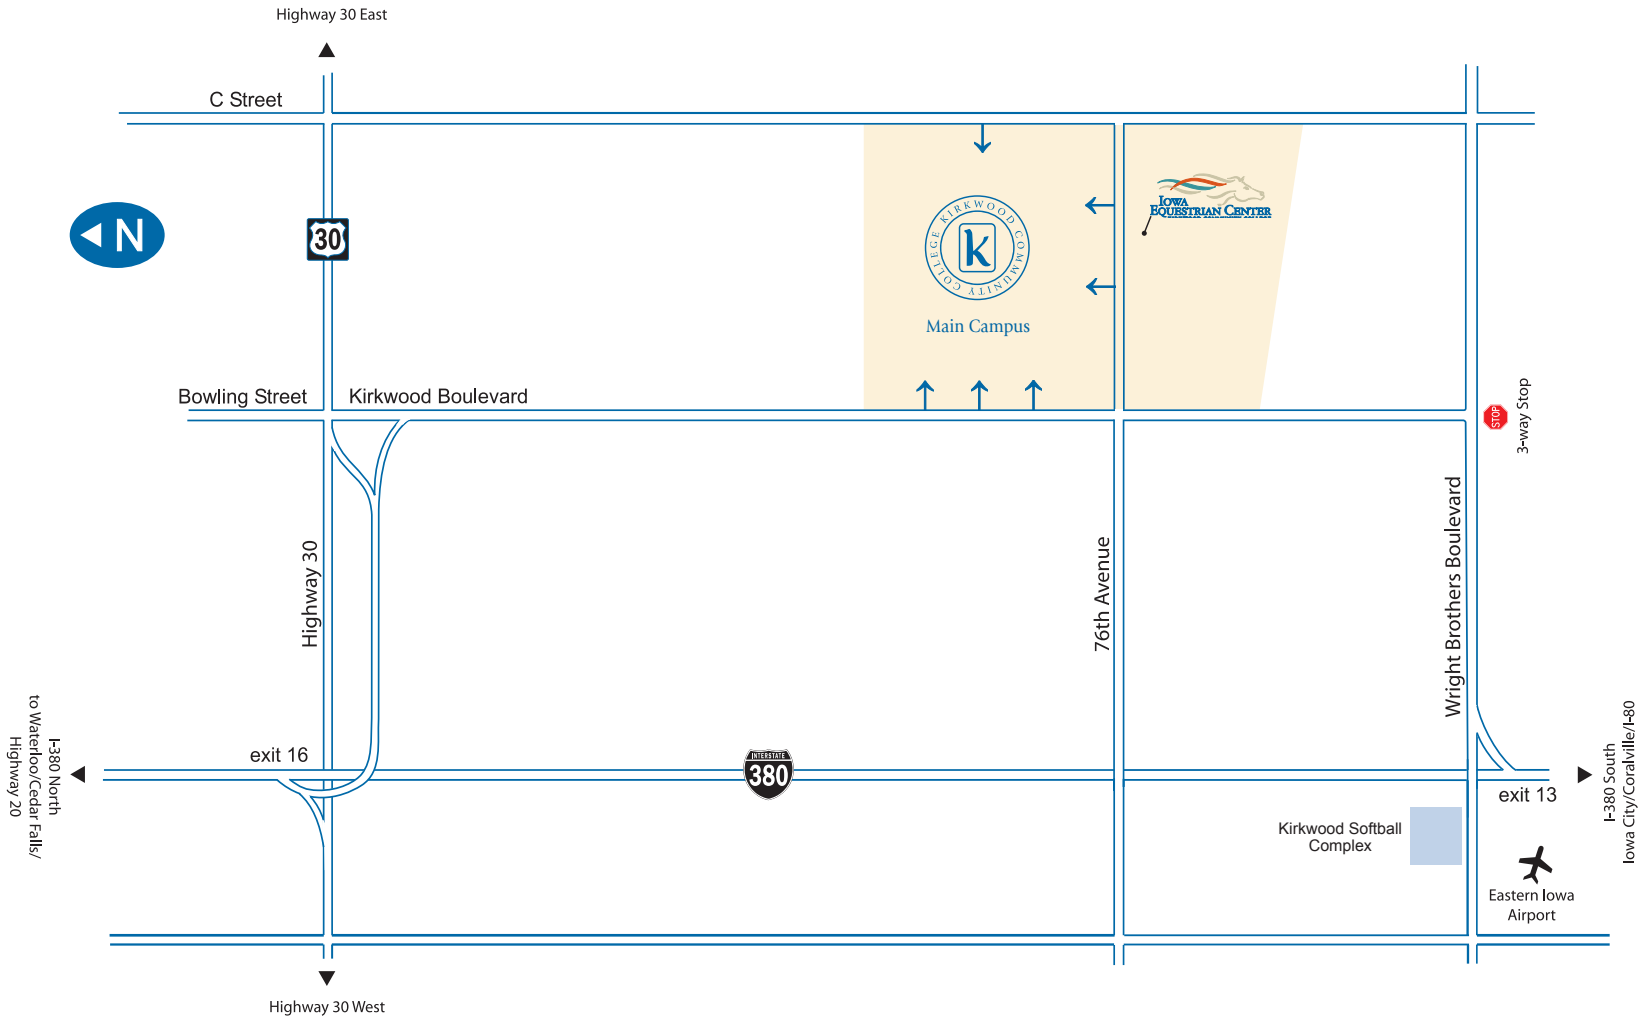 Highway 30 East
C Street
N
30
KIRKWOOD COMMUNITY COLLEGE
k
Main Campus
IOWA
EQUESTRIAN CENTER
Bowling Street
Kirkwood Boulevard
STOP
3-way Stop
Highway 30
76th Avenue
Wright Brothers Boulevard
I-380 North
to Waterloo/Cedar Falls/
Highway 20
exit 16
INTERSTATE
380
exit 13
I-380 South
Iowa City/Coralville/I-80
Kirkwood Softball
Complex
Eastern Iowa
Airport
Highway 30 West